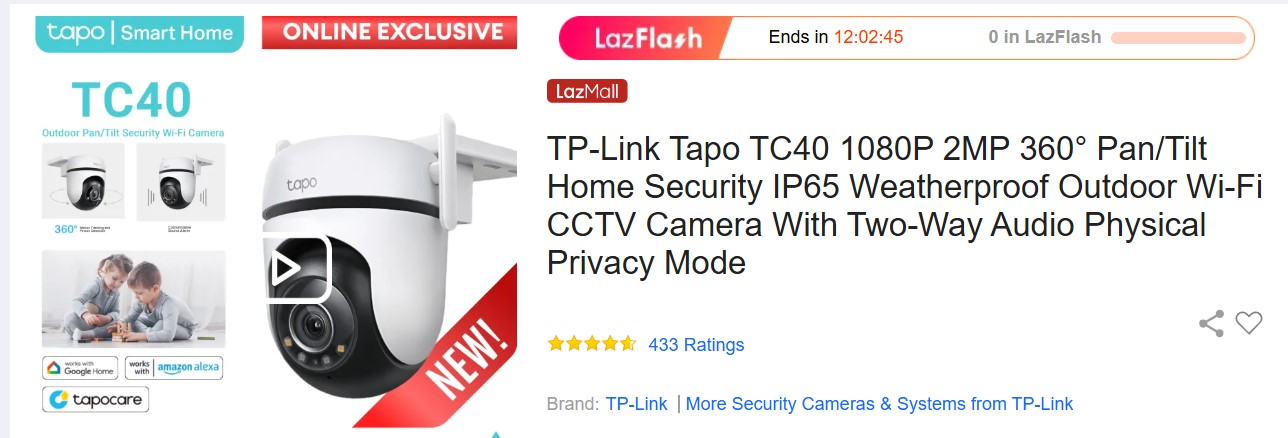 tapo | Smart Home
ONLINE EXCLUSIVE
TC40
Outdoor Pan/Tilt Security Wi-Fi Camera
360°
tapo
works with
Google Home
works with
amazon alexa
tapocare
NEW!
LazFlash
Ends in 12:02:45
0 in LazFlash
LazMall
TP-Link Tapo TC40 1080P 2MP 360° Pan/Tilt
Home Security IP65 Weatherproof Outdoor Wi-Fi
CCTV Camera With Two-Way Audio Physical
Privacy Mode
433 Ratings
Brand: TP-Link | More Security Cameras & Systems from TP-Link